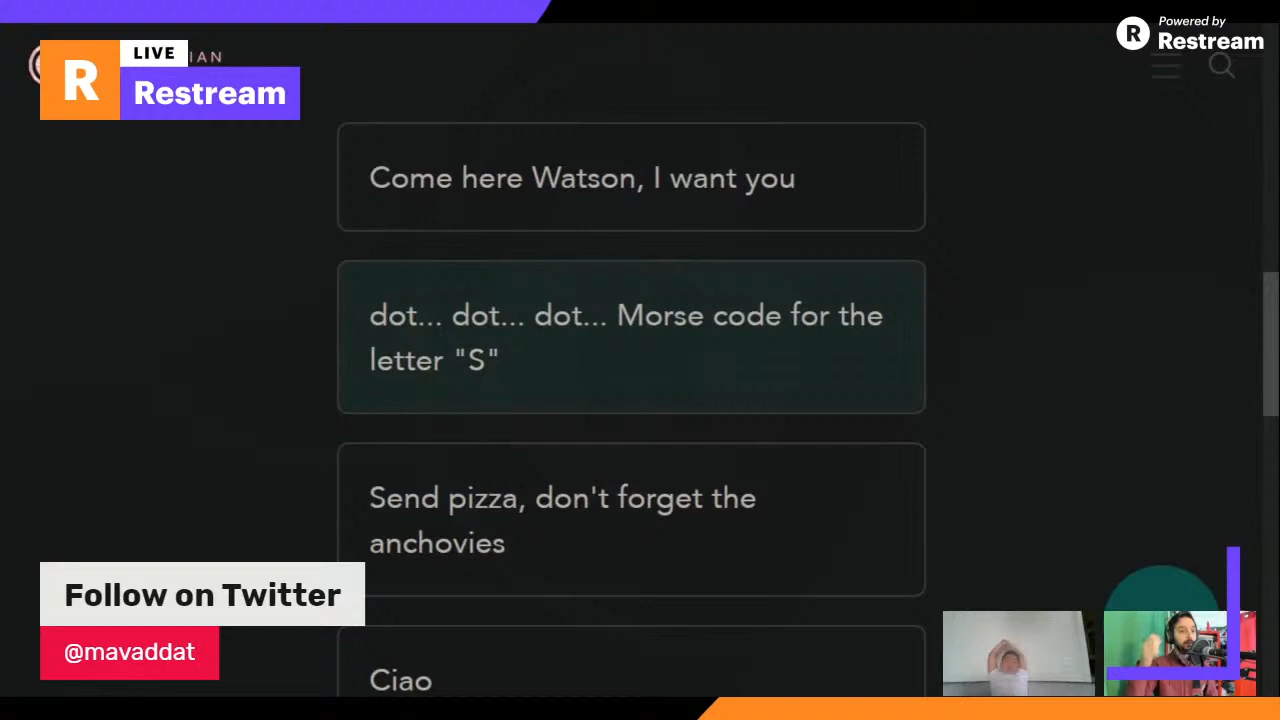 Powered by
R Restream
R
LIVE
IAN
Restream
Come here Watson, I want you
dot... dot... dot... Morse code for the
letter "S"
Send pizza, don't forget the
anchovies
Follow on Twitter
@mavaddat
Ciao